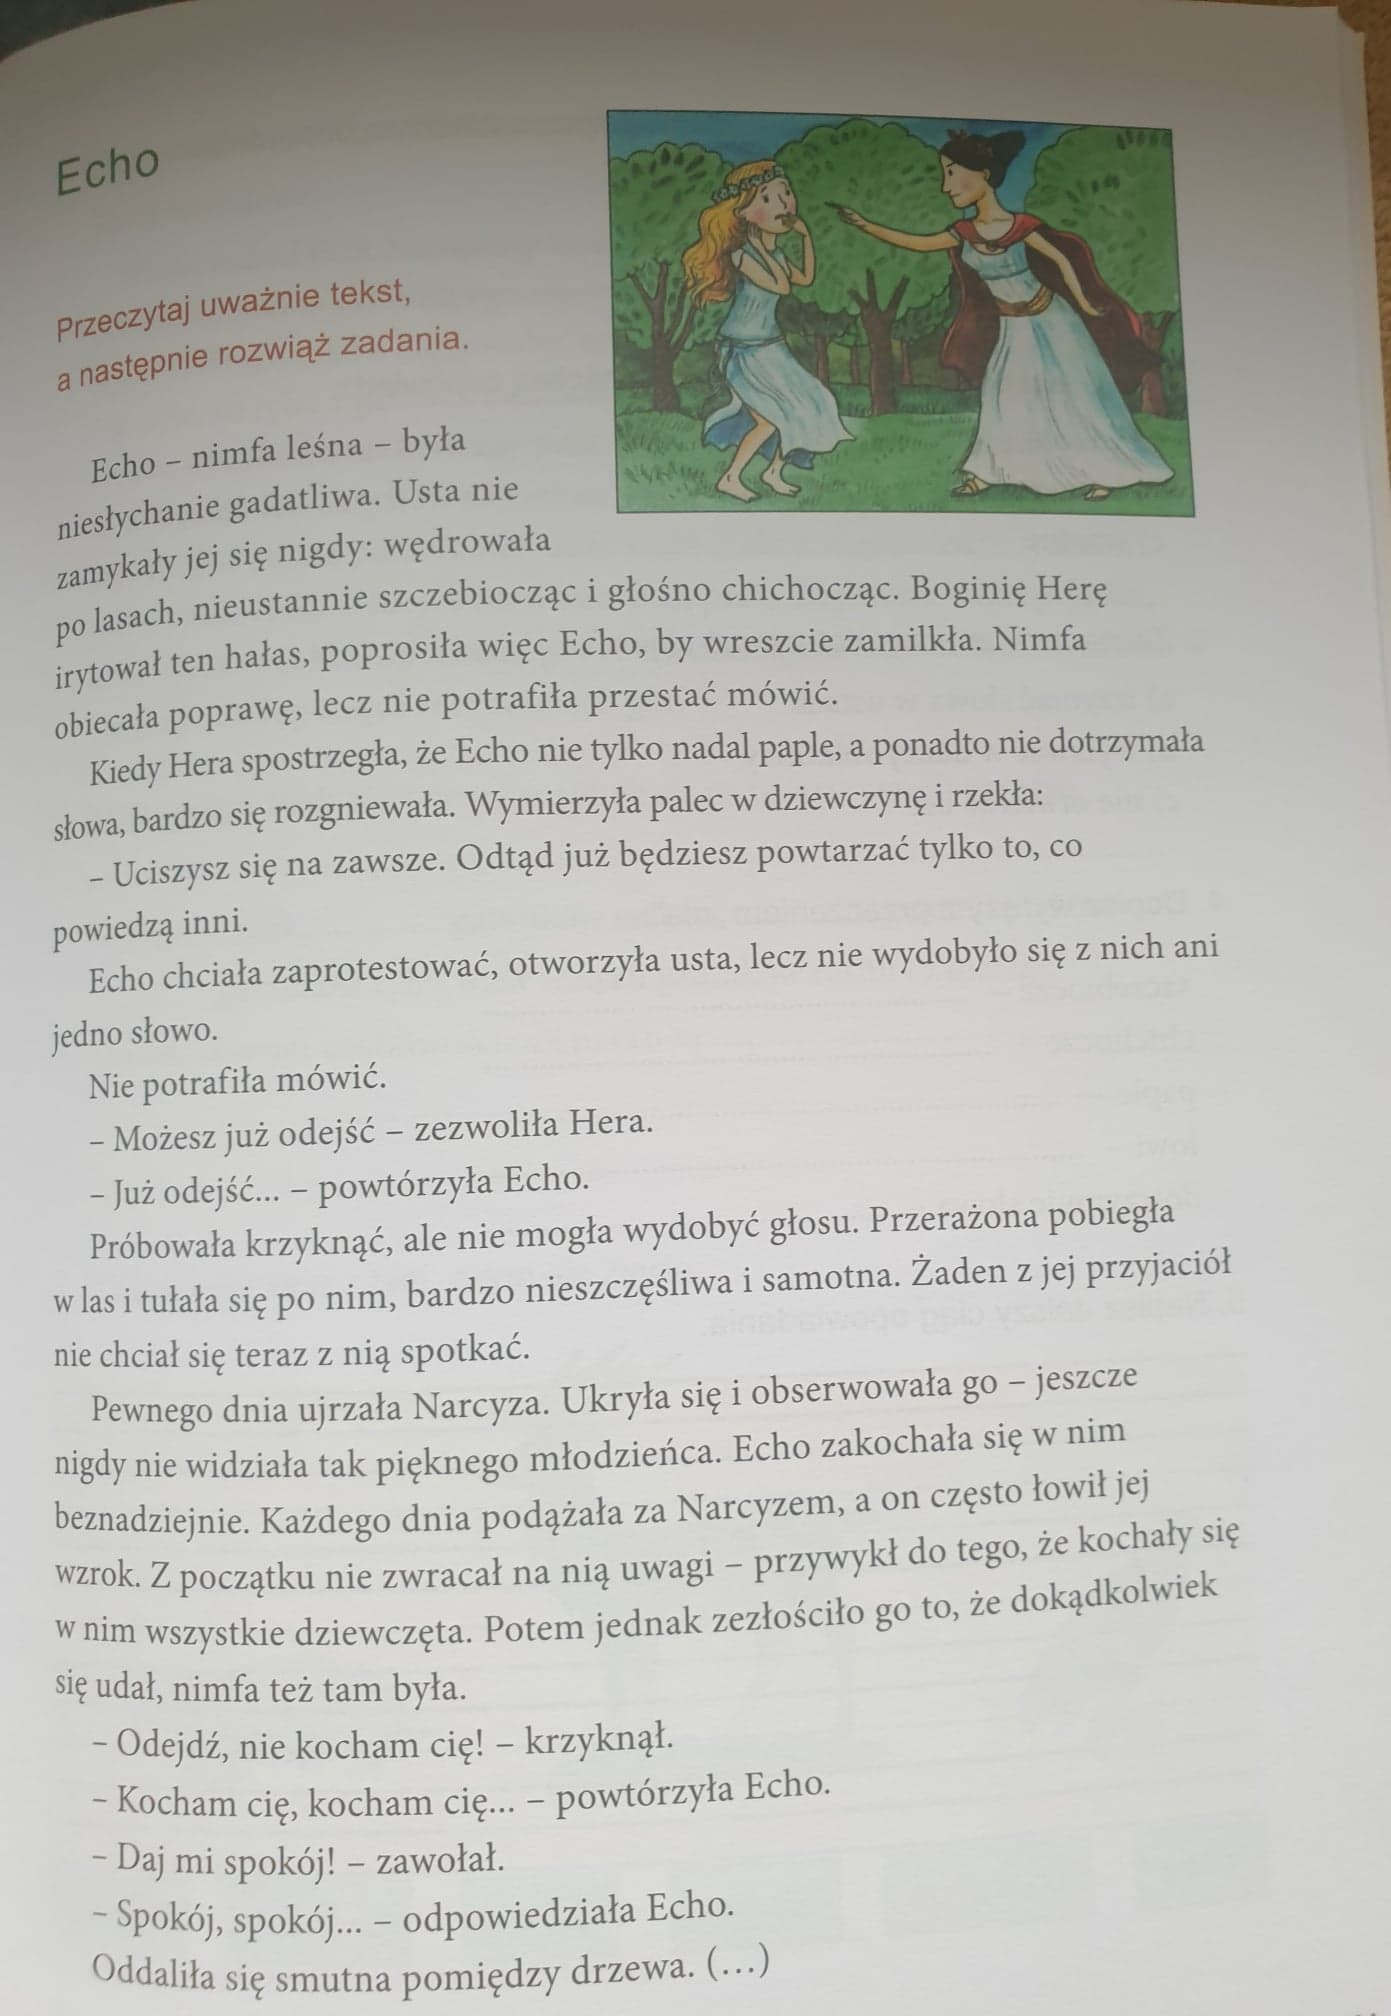 Echo
Przeczytaj uważnie tekst,
a następnie rozwiąż zadania.
Echo – nimfa leśna – była
niesłychanie gadatliwa. Usta nie
zamykały jej się nigdy: wędrowała
po lasach, nieustannie szczebiocząc i głośno chichocząc. Boginię Herę
irytował ten hałas, poprosiła więc Echo, by wreszcie zamilkła. Nimfa
obiecała poprawę, lecz nie potrafiła przestać mówić.
Kiedy Hera spostrzegła, że Echo nie tylko nadal paple, a ponadto nie dotrzymała
słowa, bardzo się rozgniewała. Wymierzyła palec w dziewczynę i rzekła:
– Uciszysz się na zawsze. Odtąd już będziesz powtarzać tylko to, co
powiedzą inni.
Echo chciała zaprotestować, otworzyła usta, lecz nie wydobyło się z nich ani
jedno słowo.
Nie potrafiła mówić.
– Możesz już odejść – zezwoliła Hera.
– Już odejść... – powtórzyła Echo.
Próbowała krzyknąć, ale nie mogła wydobyć głosu. Przerażona pobiegła
w las i tułała się po nim, bardzo nieszczęśliwa i samotna. Żaden z jej przyjaciół
nie chciał się teraz z nią spotkać.
Pewnego dnia ujrzała Narcyza. Ukryła się i obserwowała go – jeszcze
nigdy nie widziała tak pięknego młodzieńca. Echo zakochała się w nim
beznadziejnie. Każdego dnia podążała za Narcyzem, a on często łowił jej
wzrok. Z początku nie zwracał na nią uwagi – przywykł do tego, że kochały się
w nim wszystkie dziewczęta. Potem jednak zezłościło go to, że dokądkolwiek
się udał, nimfa też tam była.
– Odejdź, nie kocham cię! – krzyknął.
– Kocham cię, kocham cię... – powtórzyła Echo.
– Daj mi spokój! – zawołał.
– Spokój, spokój... – odpowiedziała Echo.
Oddaliła się smutna pomiędzy drzewa. (…)